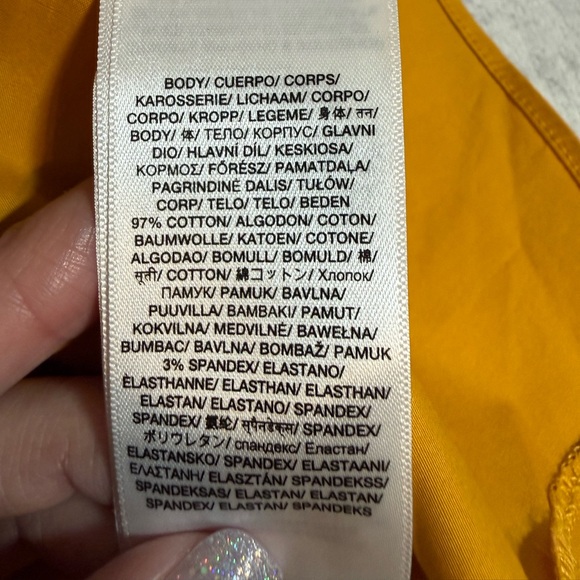 BODY/ CUERPO/ CORPS/
KAROSSERIE/ LICHAAM/ CORPO/
CORPO/ KROPP/ LEGEME/ 身体/ तन/
BODY/ 体/ ТЕЛО/ КОРПУС/ GLAVNI
DIO/ HLAVNÍ DÍL/ KESKIOSA/
ΚΟΡΜΟΣ/ FŐRÉSZ/ PAMATDAĻA/
PAGRINDINĖ DALIS/ TUŁÓW/
CORP/ TELO/ TELO/ BEDEN
97% COTTON/ ALGODON/ COTON/
BAUMWOLLE/ KATOEN/ COTONE/
ALGODAO/ BOMULL/ BOMULD/ 棉/
सूती/ COTTON/ 綿コットン/ Хлопок/
ПАМУК/ PAMUK/ BAVLNA/
PUUVILLA/ ΒΑΜΒΑΚΙ/ PAMUT/
KOKVILNA/ MEDVILNĖ/ BAWEŁNA/
BUMBAC/ BAVLNA/ BOMBAŽ/ PAMUK
3% SPANDEX/ ELASTANO/
ÉLASTHANNE/ ELASTHAN/ ELASTHAN/
ELASTAN/ ELASTANO/ SPANDEX/
SPANDEX/ 氨纶/ स्पैनडेक्स/ SPANDEX/
ポリウレタン/ спандекс/ Еластан/
ELASTANSKO/ SPANDEX/ ELASTAANI/
ΕΛΑΣΤΑΝΗ/ ELASZTÁN/ SPANDEKSS/
SPANDEKSAS/ ELASTAN/ ELASTAN/
SPANDEX/ ELASTAN/ SPANDEKS